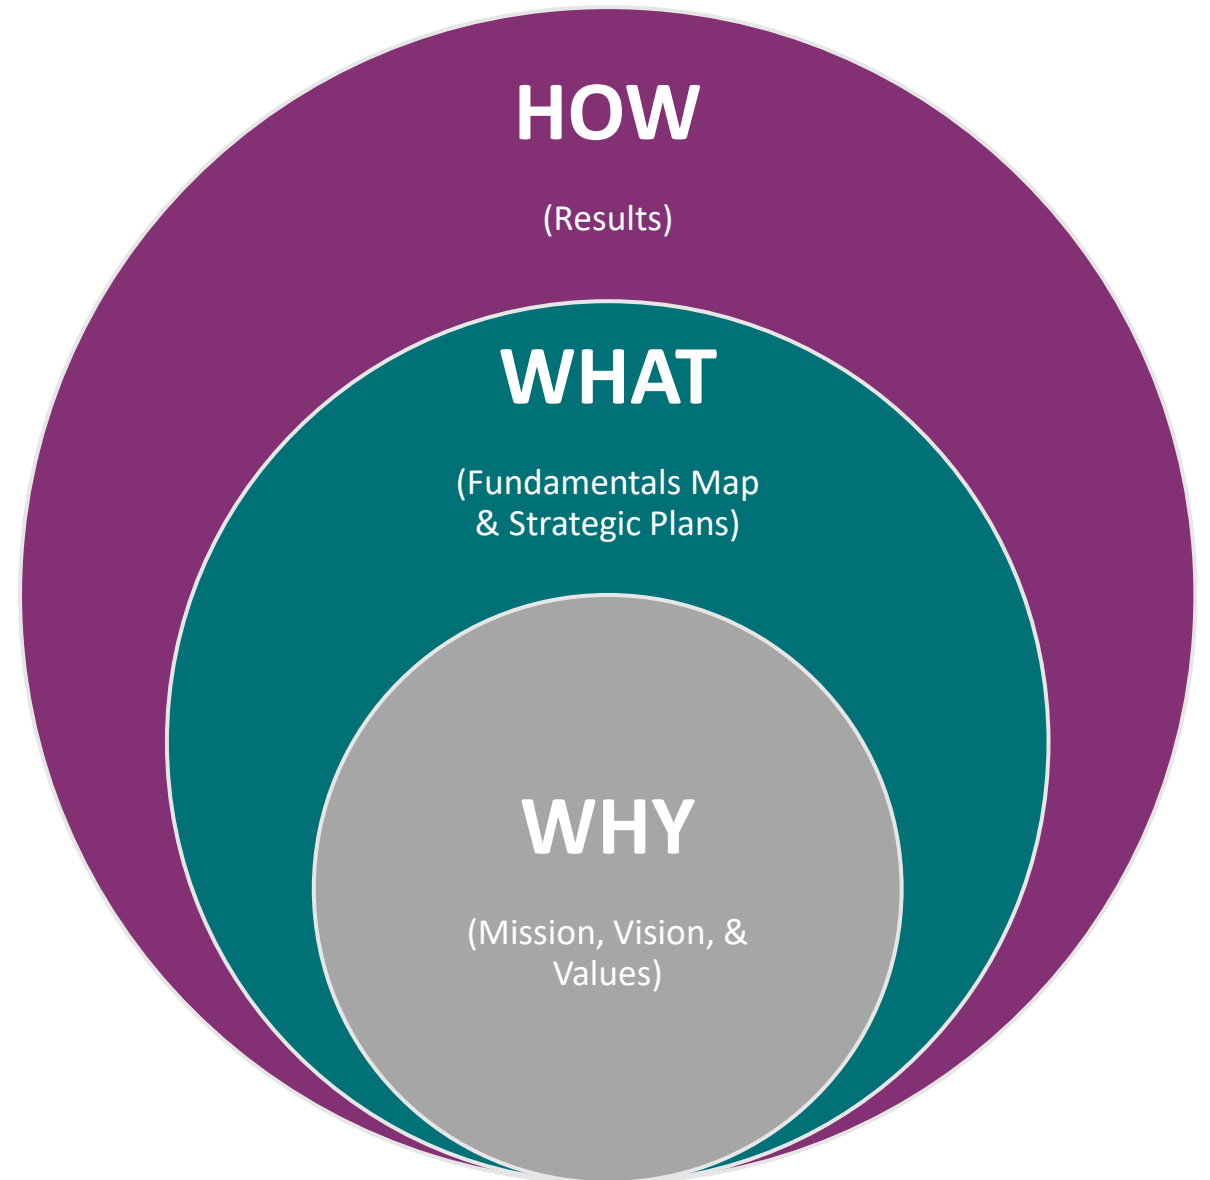 HOW
(Results)
WHAT
(Fundamentals Map
& Strategic Plans)
WHY
(Mission, Vision, &
Values)